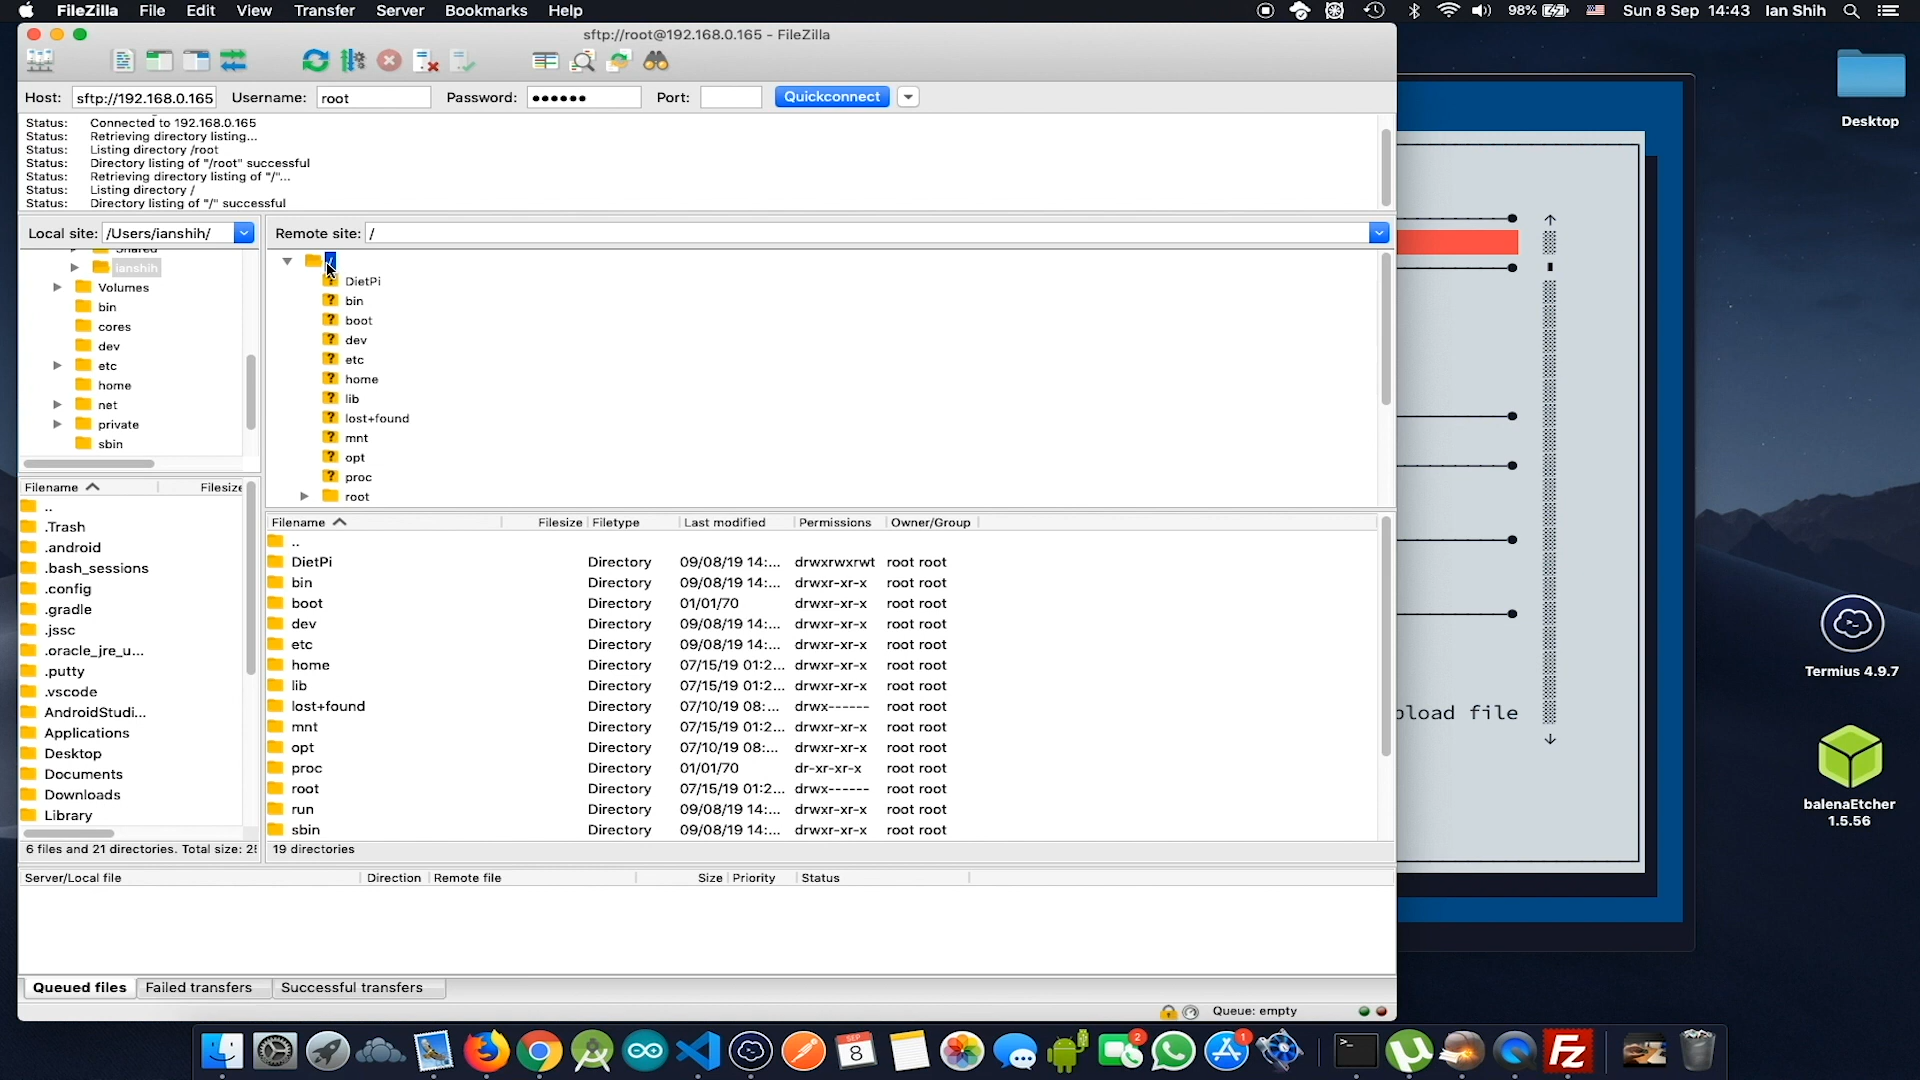 FileZilla File Edit View Transfer Server Bookmarks Help 98% Sun 8 Sep 14:43 Ian Shih
sftp://root@192.168.0.165 - FileZilla
Host: sftp://192.168.0.165 Username: root Password: •••••• Port: Quickconnect
Status: Connected to 192.168.0.165
Status: Retrieving directory listing...
Status: Listing directory /root
Status: Directory listing of "/root" successful
Status: Retrieving directory listing of "/"...
Status: Listing directory /
Status: Directory listing of "/" successful
Local site: /Users/ianshih/
Shared
ianshih
Volumes
bin
cores
dev
etc
home
net
private
sbin
Remote site: /
/
DietPi
bin
boot
dev
etc
home
lib
lost+found
mnt
opt
proc
root
Filename Filesize
..
.Trash
.android
.bash_sessions
.config
.gradle
.jssc
.oracle_jre_u...
.putty
.vscode
AndroidStudi...
Applications
Desktop
Documents
Downloads
Library
6 files and 21 directories. Total size:
Filename Filesize Filetype Last modified Permissions Owner/Group
..
DietPi Directory 09/08/19 14:... drwxrwxrwt root root
bin Directory 09/08/19 14:... drwxr-xr-x root root
boot Directory 01/01/70 drwxr-xr-x root root
dev Directory 09/08/19 14:... drwxr-xr-x root root
etc Directory 09/08/19 14:... drwxr-xr-x root root
home Directory 07/15/19 01:2... drwxr-xr-x root root
lib Directory 07/15/19 01:2... drwxr-xr-x root root
lost+found Directory 07/10/19 08:... drwx------ root root
mnt Directory 07/15/19 01:2... drwxr-xr-x root root
opt Directory 07/10/19 08:... drwxr-xr-x root root
proc Directory 01/01/70 dr-xr-xr-x root root
root Directory 07/15/19 01:2... drwx------ root root
run Directory 09/08/19 14:... drwxr-xr-x root root
sbin Directory 09/08/19 14:... drwxr-xr-x root root
19 directories
Server/Local file Direction Remote file Size Priority Status
Queued files Failed transfers Successful transfers
Queue: empty
pload file
Desktop
Termius 4.9.7
balenaEtcher
1.5.56
SEP
8
2
1
Fz